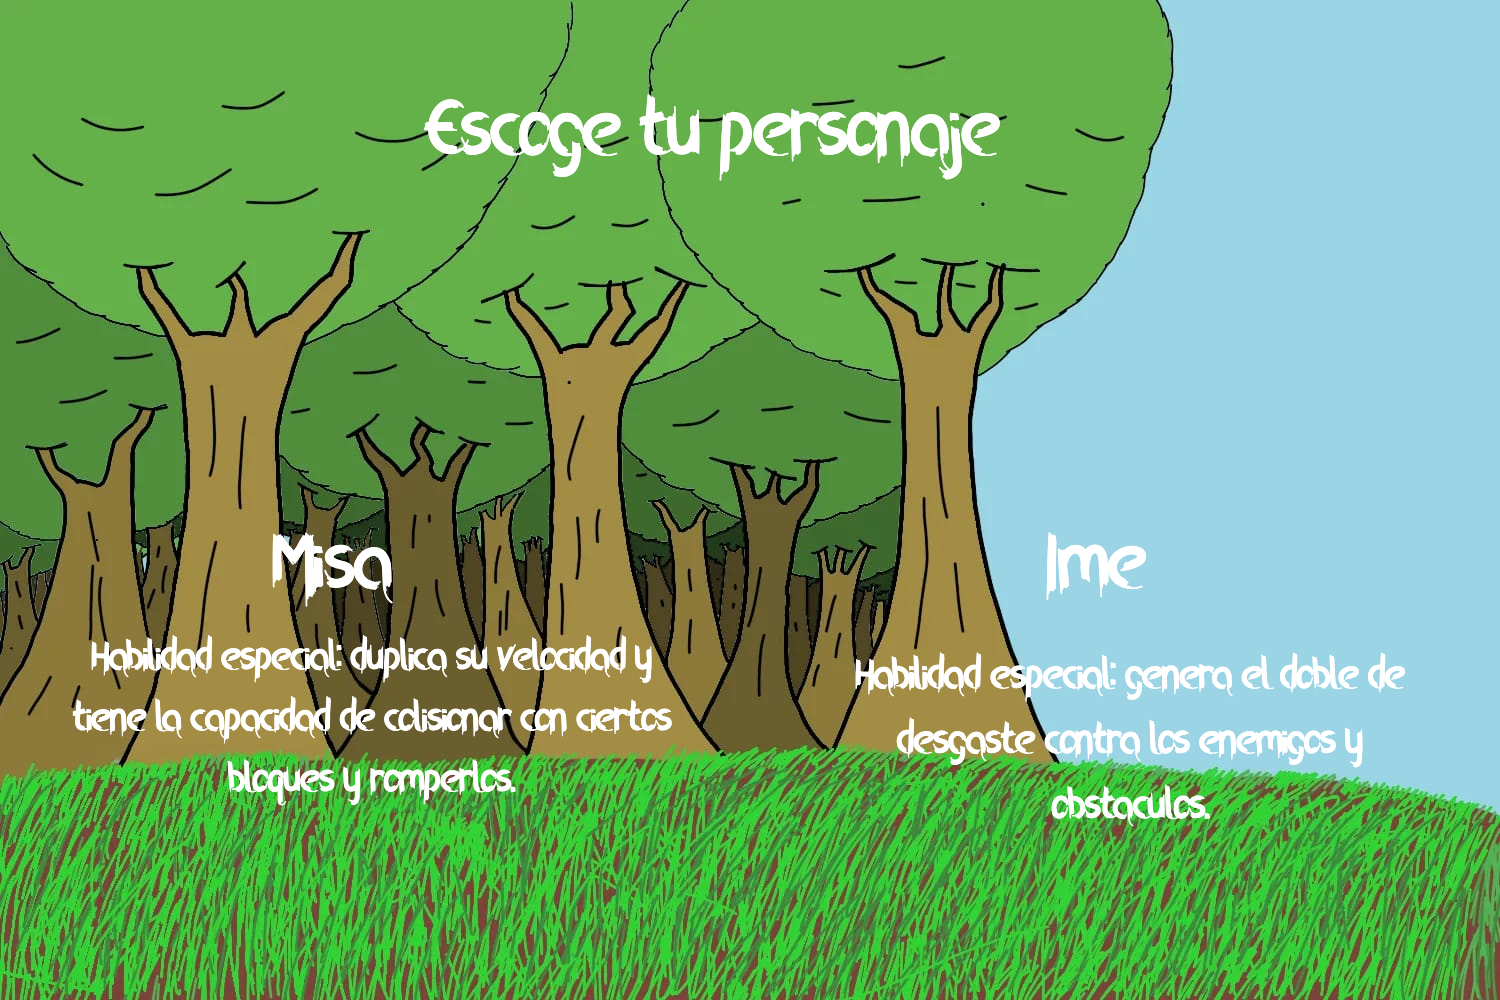 Escoge tu personaje
Misa
Habilidad especial: duplica su velocidad y
tiene la capacidad de colisionar con ciertos
bloques y romperlos.
Ime
Habilidad especial: genera el doble de
desgaste contra los enemigos y
obstaculos.